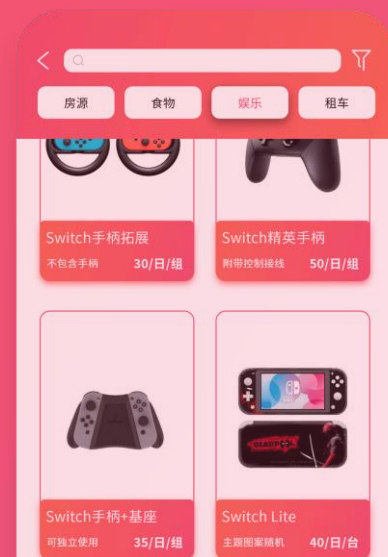 房源 食物 娱乐 租车
Switch手柄拓展 Switch精英手柄
不包含手柄 30/日/组 附带控制接线 50/日/组
DEADPOOL
Switch手柄+基座 Switch Lite
可独立使用 35/日/组 主题图案随机 40/日/台